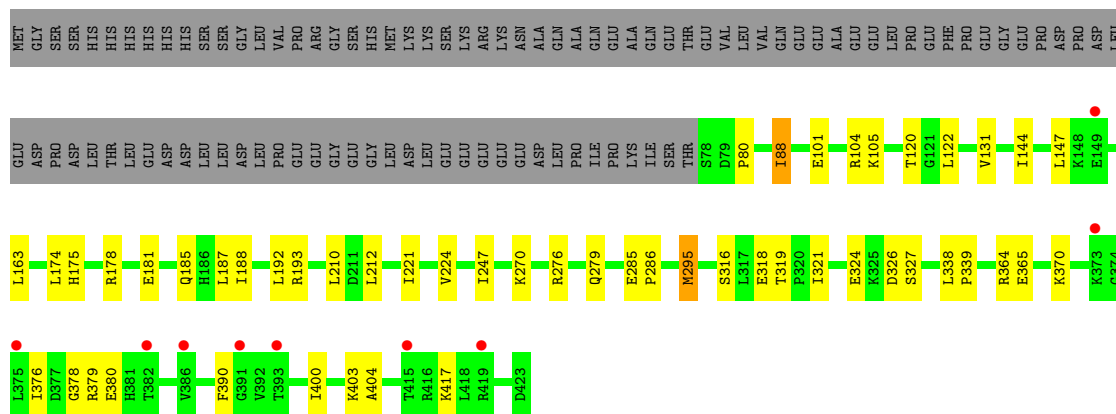 MET GLY SER SER HIS HIS HIS HIS HIS HIS SER SER GLY LEU VAL PRO ARG GLY SER HIS MET LYS LYS SER LYS ARG LYS ASN ALA GLN ALA GLN GLU ALA GLN GLU THR GLU VAL LEU VAL GLN GLU GLU ALA GLU GLU LEU PRO GLU PHE PRO GLU GLY GLU PRO ASP PRO ASP LEU
GLU ASP PRO ASP LEU THR LEU GLU ASP ASP LEU LEU ASP LEU PRO GLU GLU GLY GLU GLY LEU ASP LEU GLU GLU GLU GLU GLU ASP LEU PRO ILE PRO LYS ILE SER THR S78 D79 P80 I88 E101 R104 K105 T120 G121 L122 V131 I144 L147 K148 E149
L163 L174 H175 R178 E181 Q185 H186 L187 I188 L192 R193 L210 D211 L212 I221 V224 I247 K270 R276 Q279 E285 P286 M295 S316 L317 E318 T319 P320 I321 E324 K325 D326 S327 L338 P339 R364 E365 K370 K373 G374
L375 I376 D377 G378 R379 E380 H381 T382 V386 F390 G391 V392 T393 I400 K403 A404 T415 R416 K417 L418 R419 D423